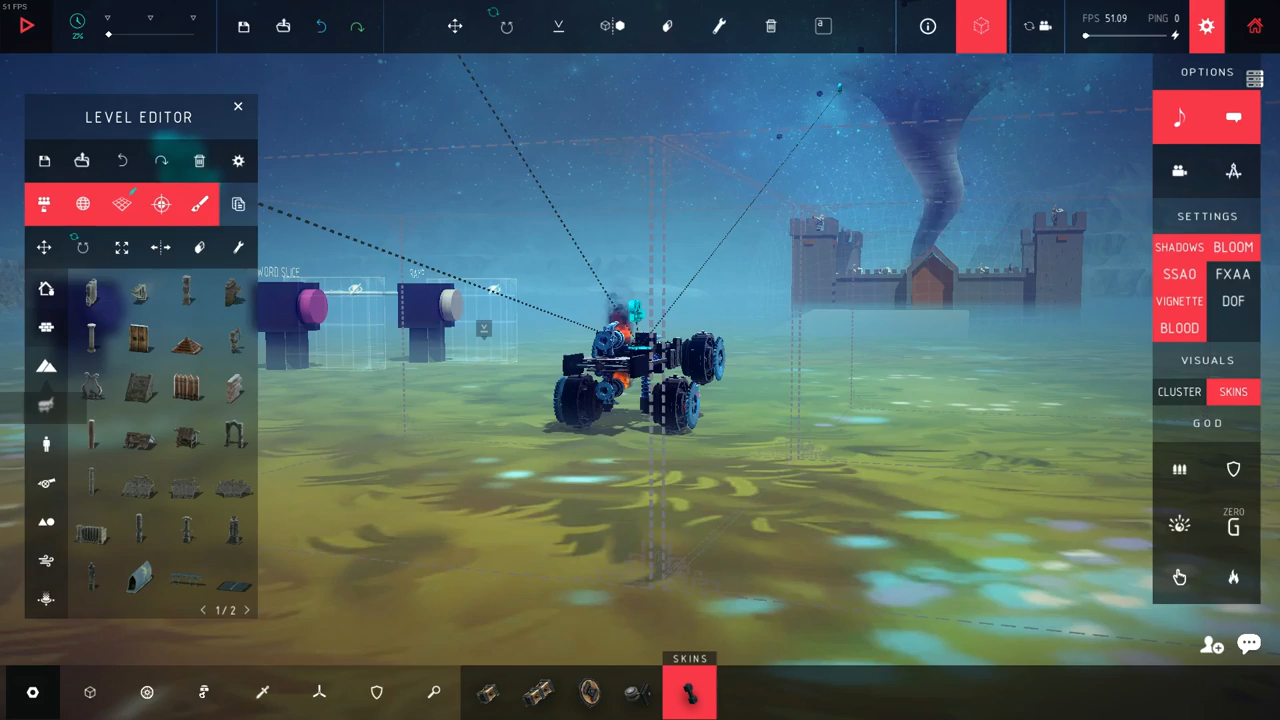 51 FPS
2%
a
FPS 51.09 PING 0
OPTIONS
LEVEL EDITOR
SETTINGS
SHADOWS BLOOM
SSAO FXAA
VIGNETTE DOF
BLOOD
VISUALS
CLUSTER SKINS
GOD
ZERO
G
WORD SLICE
1/2
SKINS